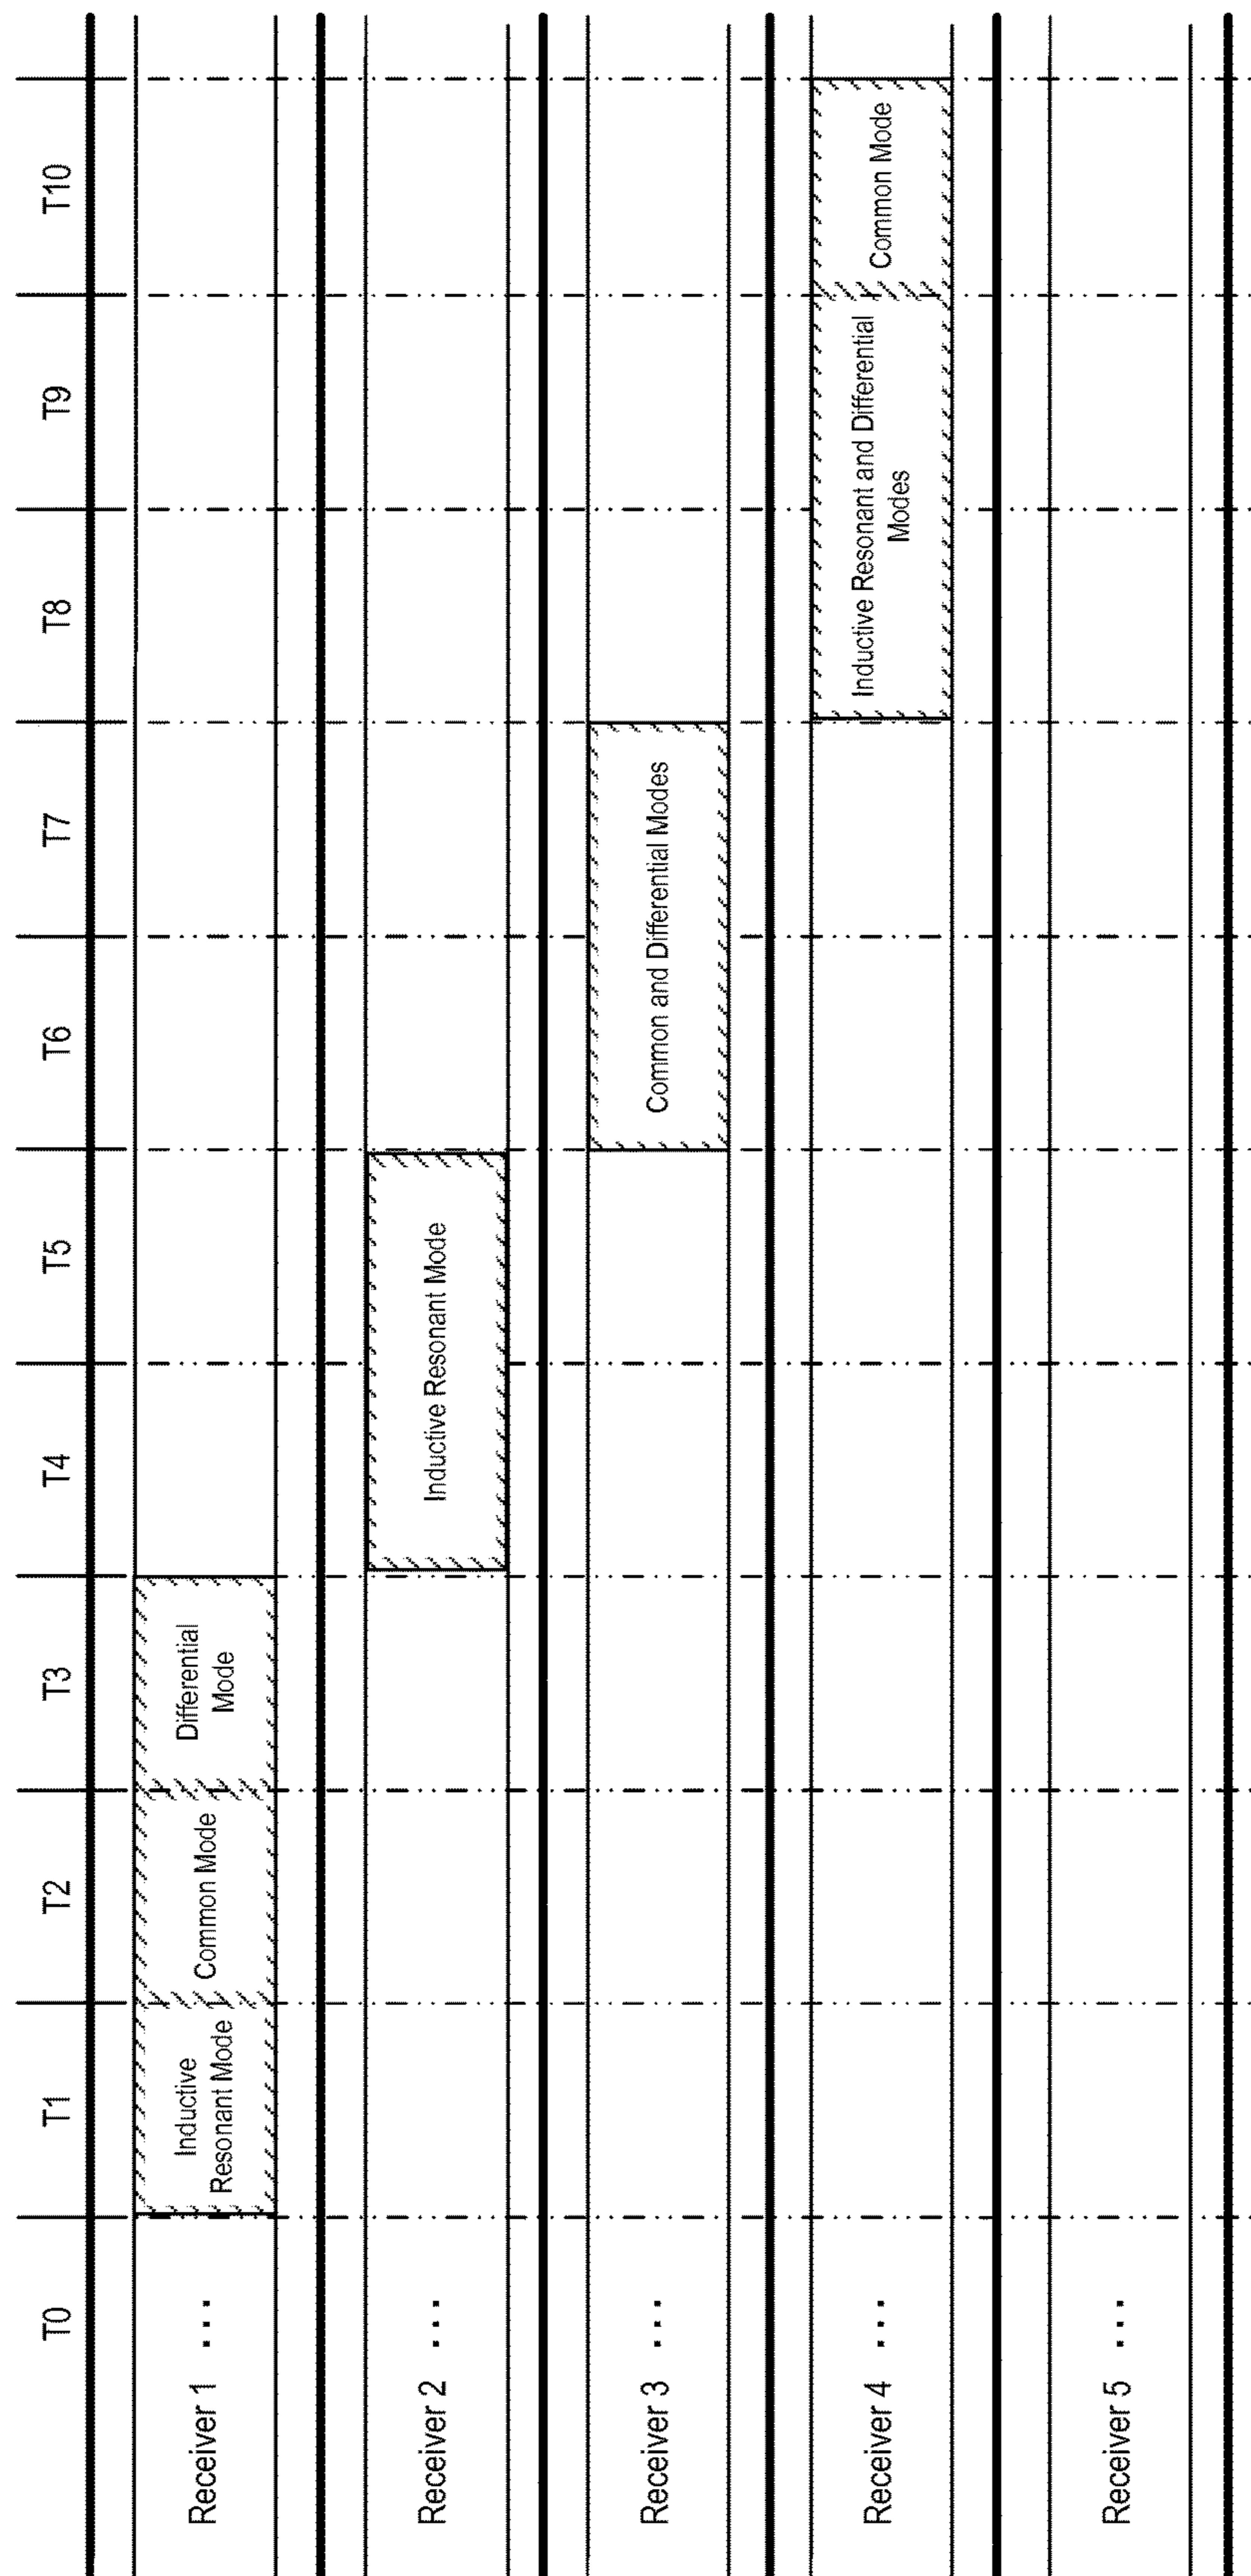 T0
T1
T2
T3
T4
T5
T6
T7
T8
T9
T10
Receiver 1 ...
Inductive
Resonant Mode
Common Mode
Differential
Mode
Receiver 2 ...
Inductive Resonant Mode
Receiver 3 ...
Common and Differential Modes
Receiver 4 ...
Inductive Resonant and Differential
Modes
Common Mode
Receiver 5 ...